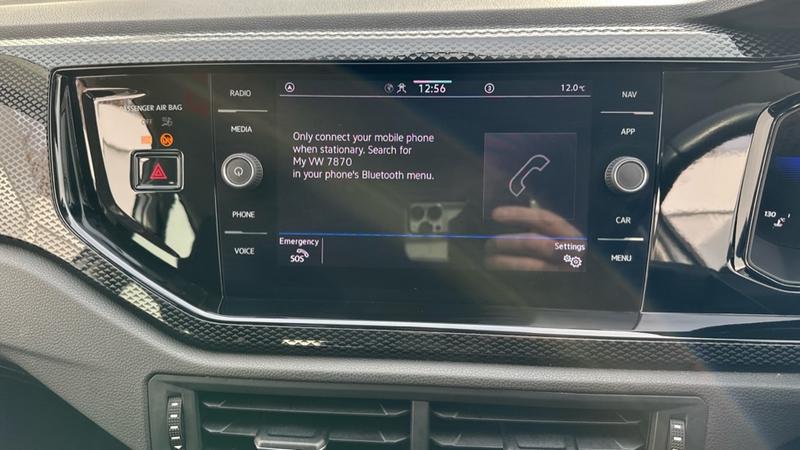 12:56
3
12.0°C
RADIO
MEDIA
PHONE
VOICE
PASSENGER AIR BAG
OFF
Only connect your mobile phone
when stationary. Search for
My VW 7870
in your phone's Bluetooth menu.
Emergency
SOS
Settings
NAV
APP
CAR
MENU
130